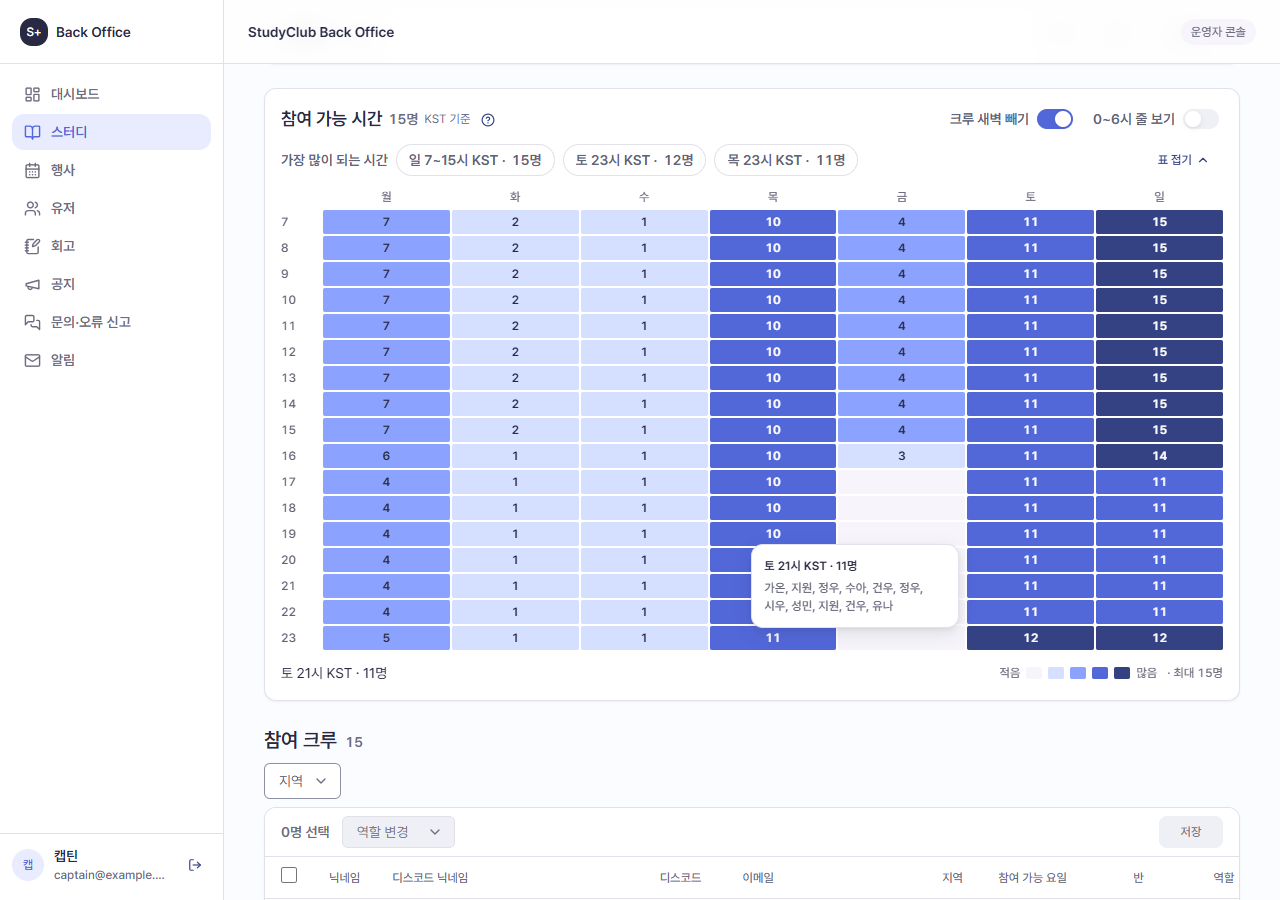 S+ Back Office
StudyClub Back Office
운영자 콘솔
대시보드
스터디
행사
유저
회고
공지
문의·오류 신고
알림
캡
캡틴
captain@example....
참여 가능 시간 15명 KST 기준
크루 새벽 빼기
0~6시 줄 보기
가장 많이 되는 시간
일 7~15시 KST · 15명
토 23시 KST · 12명
목 23시 KST · 11명
표 접기
월 화 수 목 금 토 일
7 7 2 1 10 4 11 15
8 7 2 1 10 4 11 15
9 7 2 1 10 4 11 15
10 7 2 1 10 4 11 15
11 7 2 1 10 4 11 15
12 7 2 1 10 4 11 15
13 7 2 1 10 4 11 15
14 7 2 1 10 4 11 15
15 7 2 1 10 4 11 15
16 6 1 1 10 3 11 14
17 4 1 1 10 11 11
18 4 1 1 10 11 11
19 4 1 1 10 11 11
20 4 1 1 11 11
21 4 1 1 11 11
22 4 1 1 11 11
23 5 1 1 11 12 12
토 21시 KST · 11명
가온, 지원, 정우, 수아, 건우, 정우,
시우, 성민, 지원, 건우, 유나
토 21시 KST · 11명
적음 많음 · 최대 15명
참여 크루 15
지역
0명 선택
역할 변경
저장
닉네임 디스코드 닉네임 디스코드 이메일 지역 참여 가능 요일 반 역할